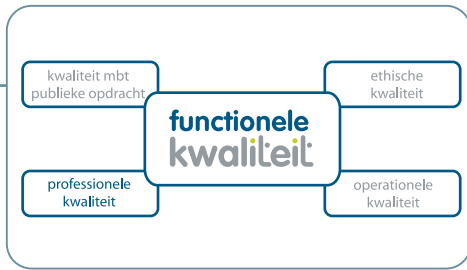 kwaliteit mbt
publieke opdracht
ethische
kwaliteit
functionele
kwaliteit
professionele
kwaliteit
operationele
kwaliteit